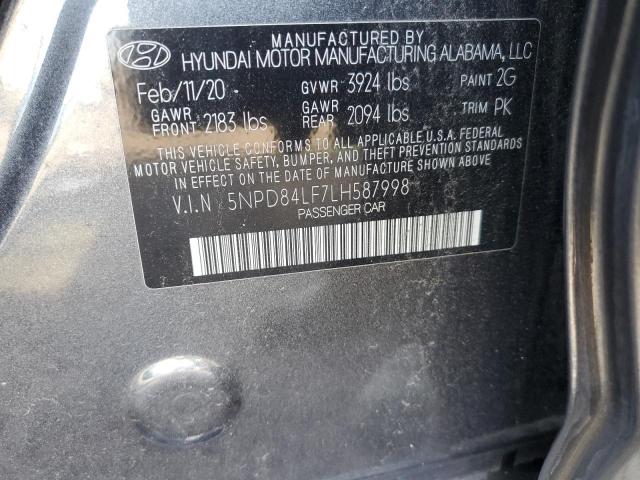 MANUFACTURED BY
HYUNDAI MOTOR MANUFACTURING ALABAMA, LLC
Feb/11/20 GVWR 3924 lbs PAINT 2G
GAWR FRONT 2183 lbs GAWR REAR 2094 lbs TRIM PK
THIS VEHICLE CONFORMS TO ALL APPLICABLE U.S.A. FEDERAL
MOTOR VEHICLE SAFETY, BUMPER, AND THEFT PREVENTION STANDARDS
IN EFFECT ON THE DATE OF MANUFACTURE SHOWN ABOVE.
V.I.N 5NPD84LF7LH587998
PASSENGER CAR